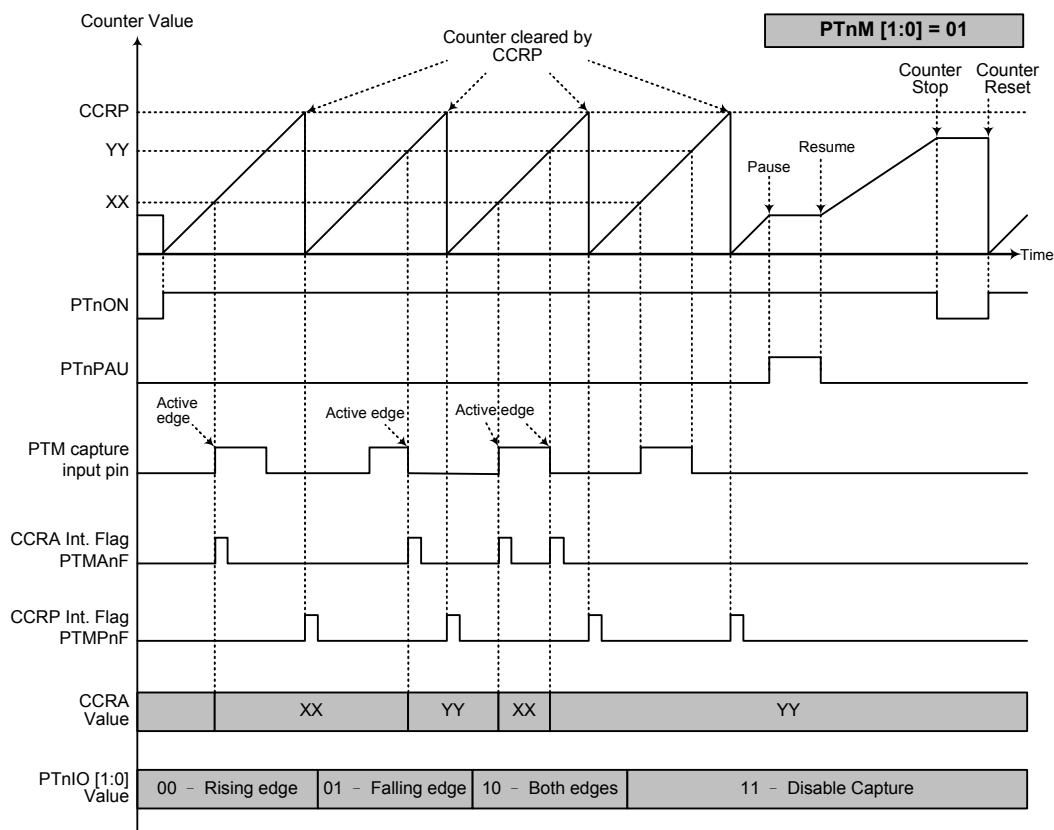 Counter Value
PTnM [1:0] = 01
Counter cleared by
CCRP
Counter
Stop
Counter
Reset
CCRP
YY
XX
Pause
Resume
Time
PTnON
PTnPAU
Active
edge
Active edge
Active edge
PTM capture
input pin
CCRA Int. Flag
PTMAnF
CCRP Int. Flag
PTMPnF
CCRA
Value
XX
YY
XX
YY
PTnIO [1:0]
Value
00 – Rising edge
01 – Falling edge
10 – Both edges
11 – Disable Capture